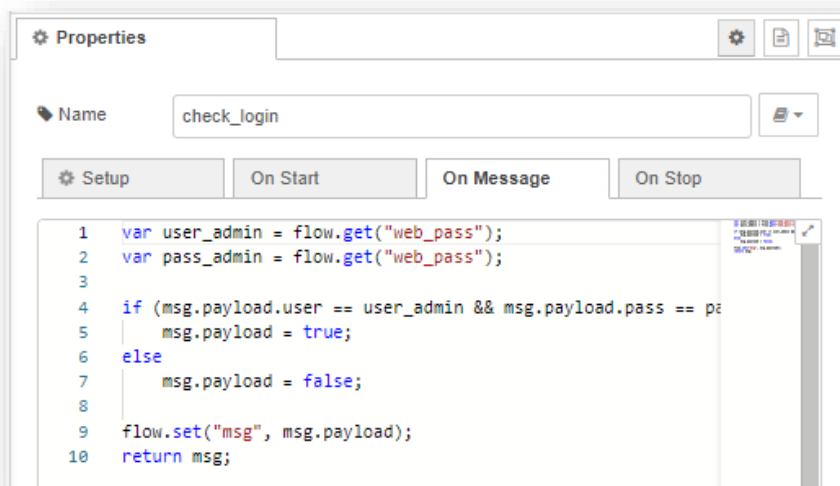 Properties
Name
check_login
Setup
On Start
On Message
On Stop
1 var user_admin = flow.get("web_pass");
2 var pass_admin = flow.get("web_pass");
3
4 if (msg.payload.user == user_admin && msg.payload.pass == pa
5 msg.payload = true;
6 else
7 msg.payload = false;
8
9 flow.set("msg", msg.payload);
10 return msg;